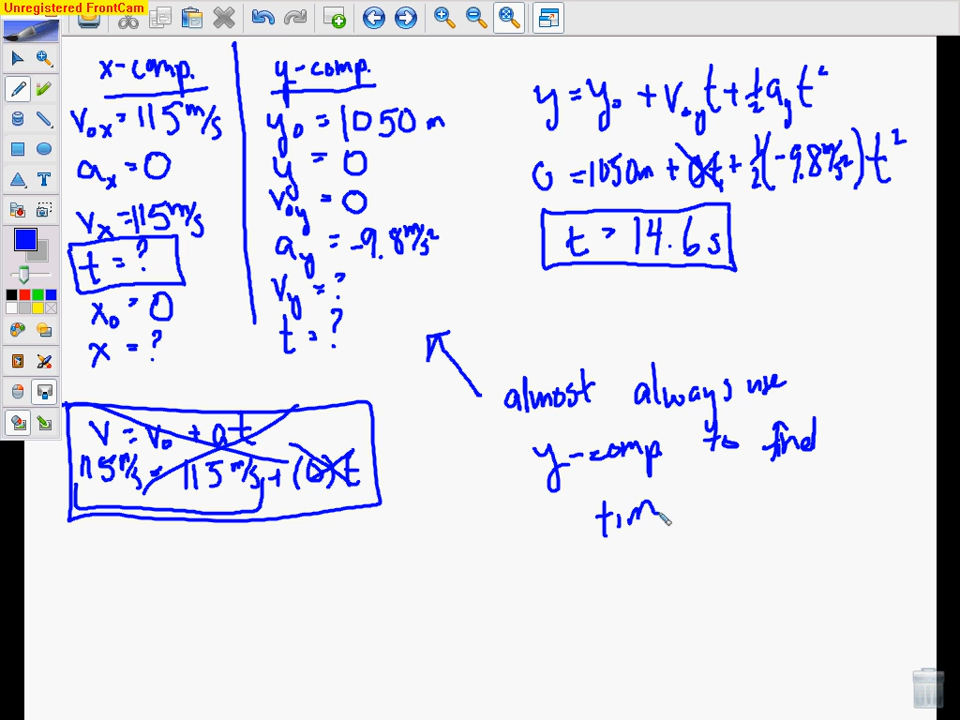 Unregistered FrontCam
x-comp.
v₀ₓ = 115 m/s
aₓ = 0
vₓ = 115 m/s
t = ?
x₀ = 0
x = ?
y-comp.
y₀ = 1050 m
y = 0
v₀y = 0
ay = -9.8 m/s²
vy = ?
t = ?
y = y₀ + v₀y t + ½ ay t²
0 = 1050m + 0t + ½(-9.8 m/s²)t²
t = 14.6 s
v = v₀ + at
115 m/s = 115 m/s + (0)t
almost always use
y-comp to find
tim